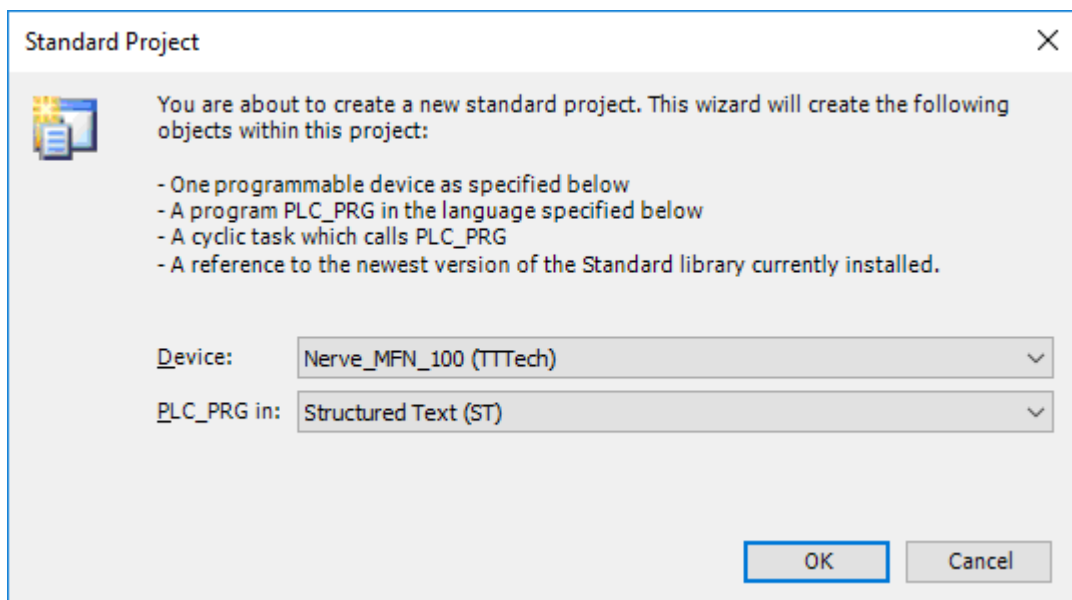 Standard Project
You are about to create a new standard project. This wizard will create the following
objects within this project:
- One programmable device as specified below
- A program PLC_PRG in the language specified below
- A cyclic task which calls PLC_PRG
- A reference to the newest version of the Standard library currently installed.
Device: Nerve_MFN_100 (TTTech)
PLC_PRG in: Structured Text (ST)
OK Cancel